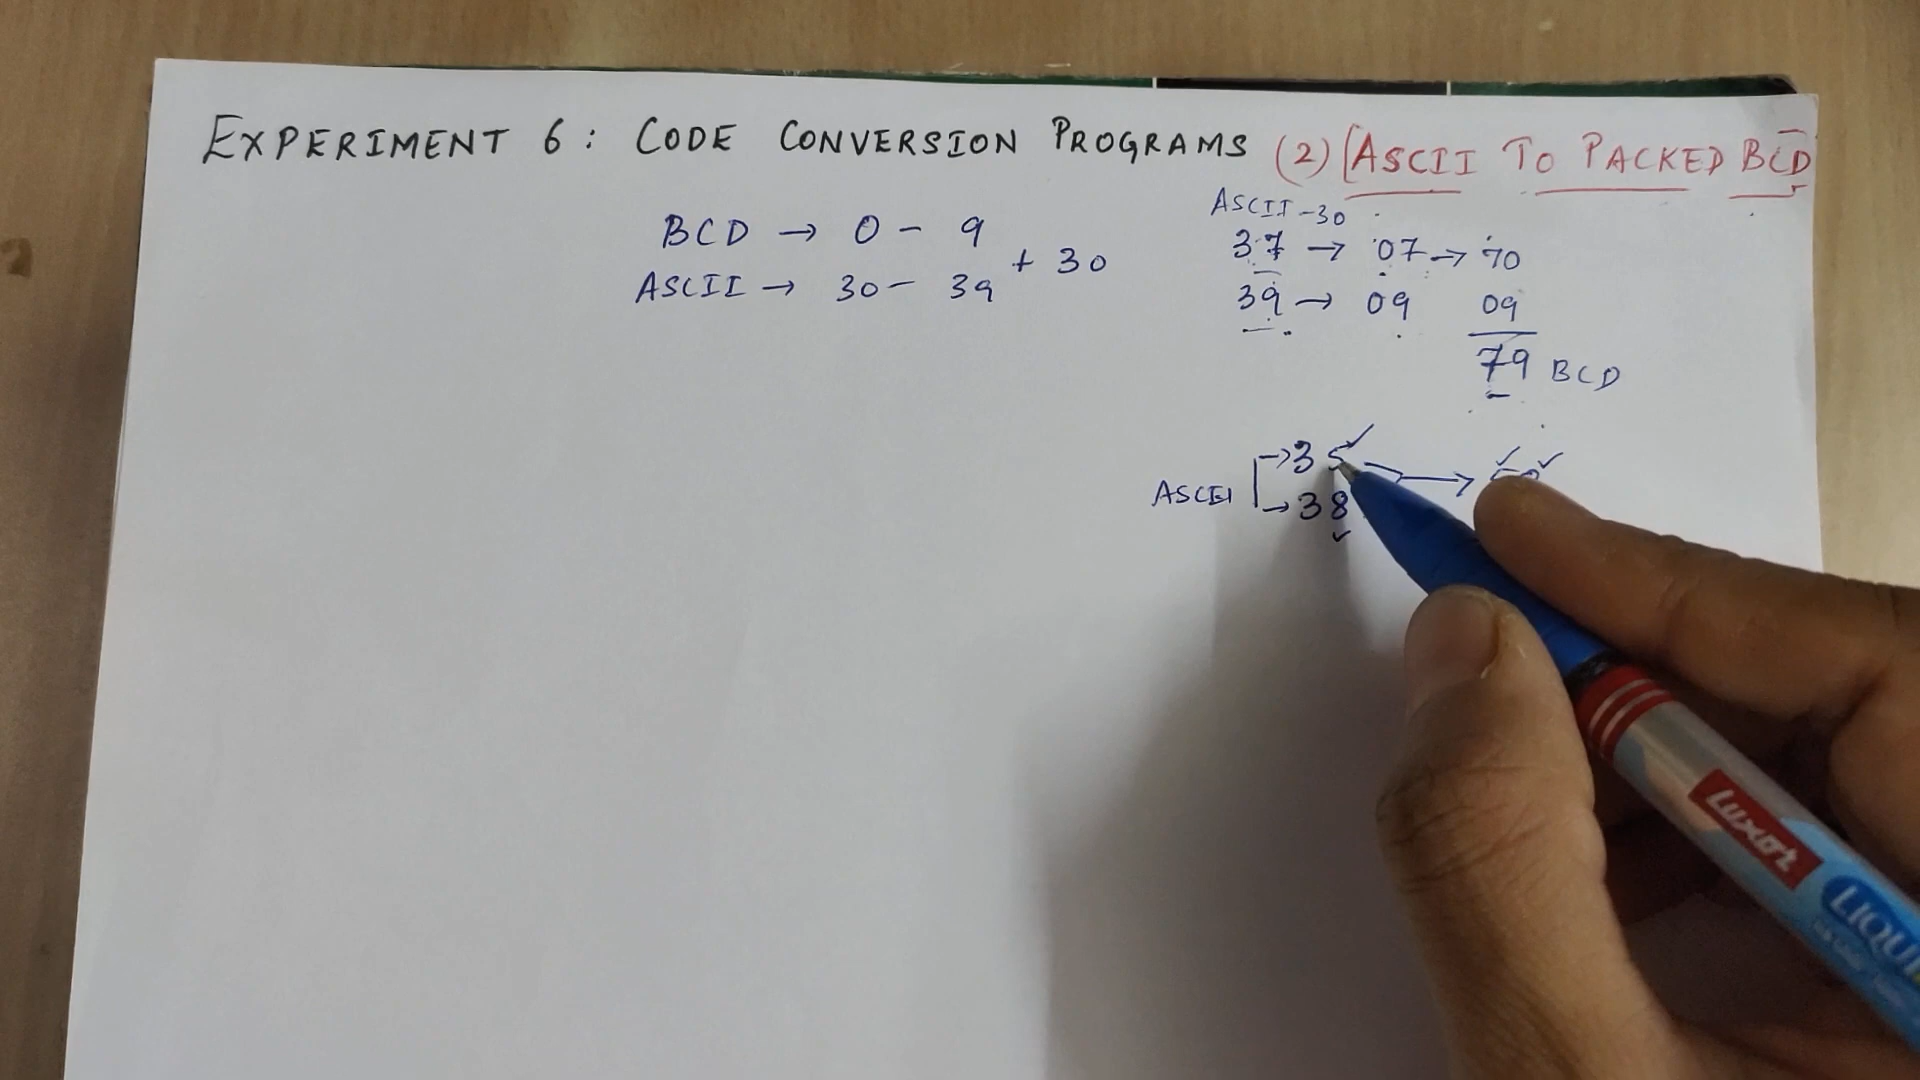 EXPERIMENT 6 : CODE CONVERSION PROGRAMS (2) [ASCII TO PACKED BCD
BCD → 0 - 9
ASCII → 30 - 39
+ 30
ASCII -30
37 → 07 → 70
39 → 09 09
79 BCD
ASCII → 35 →
→ 38
Luxor